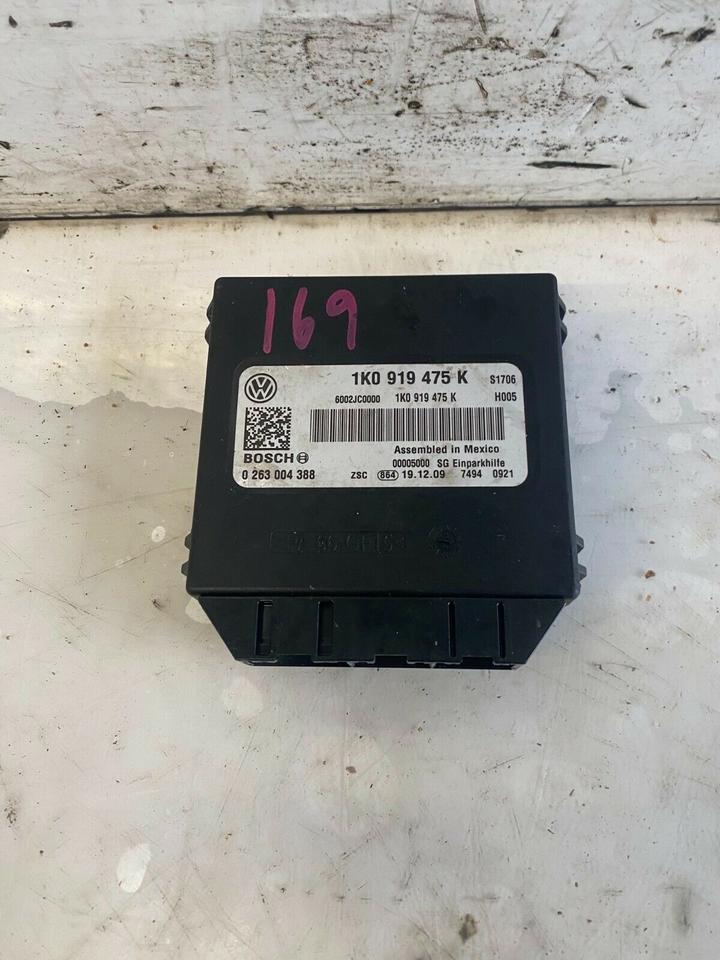 169
1K0 919 475 K S1706
6002JC0000 1K0 919 475 K H005
BOSCH
Assembled in Mexico
00005000 SG Einparkhilfe
0 263 004 388 ZSC 864 19.12.09 7494 0921